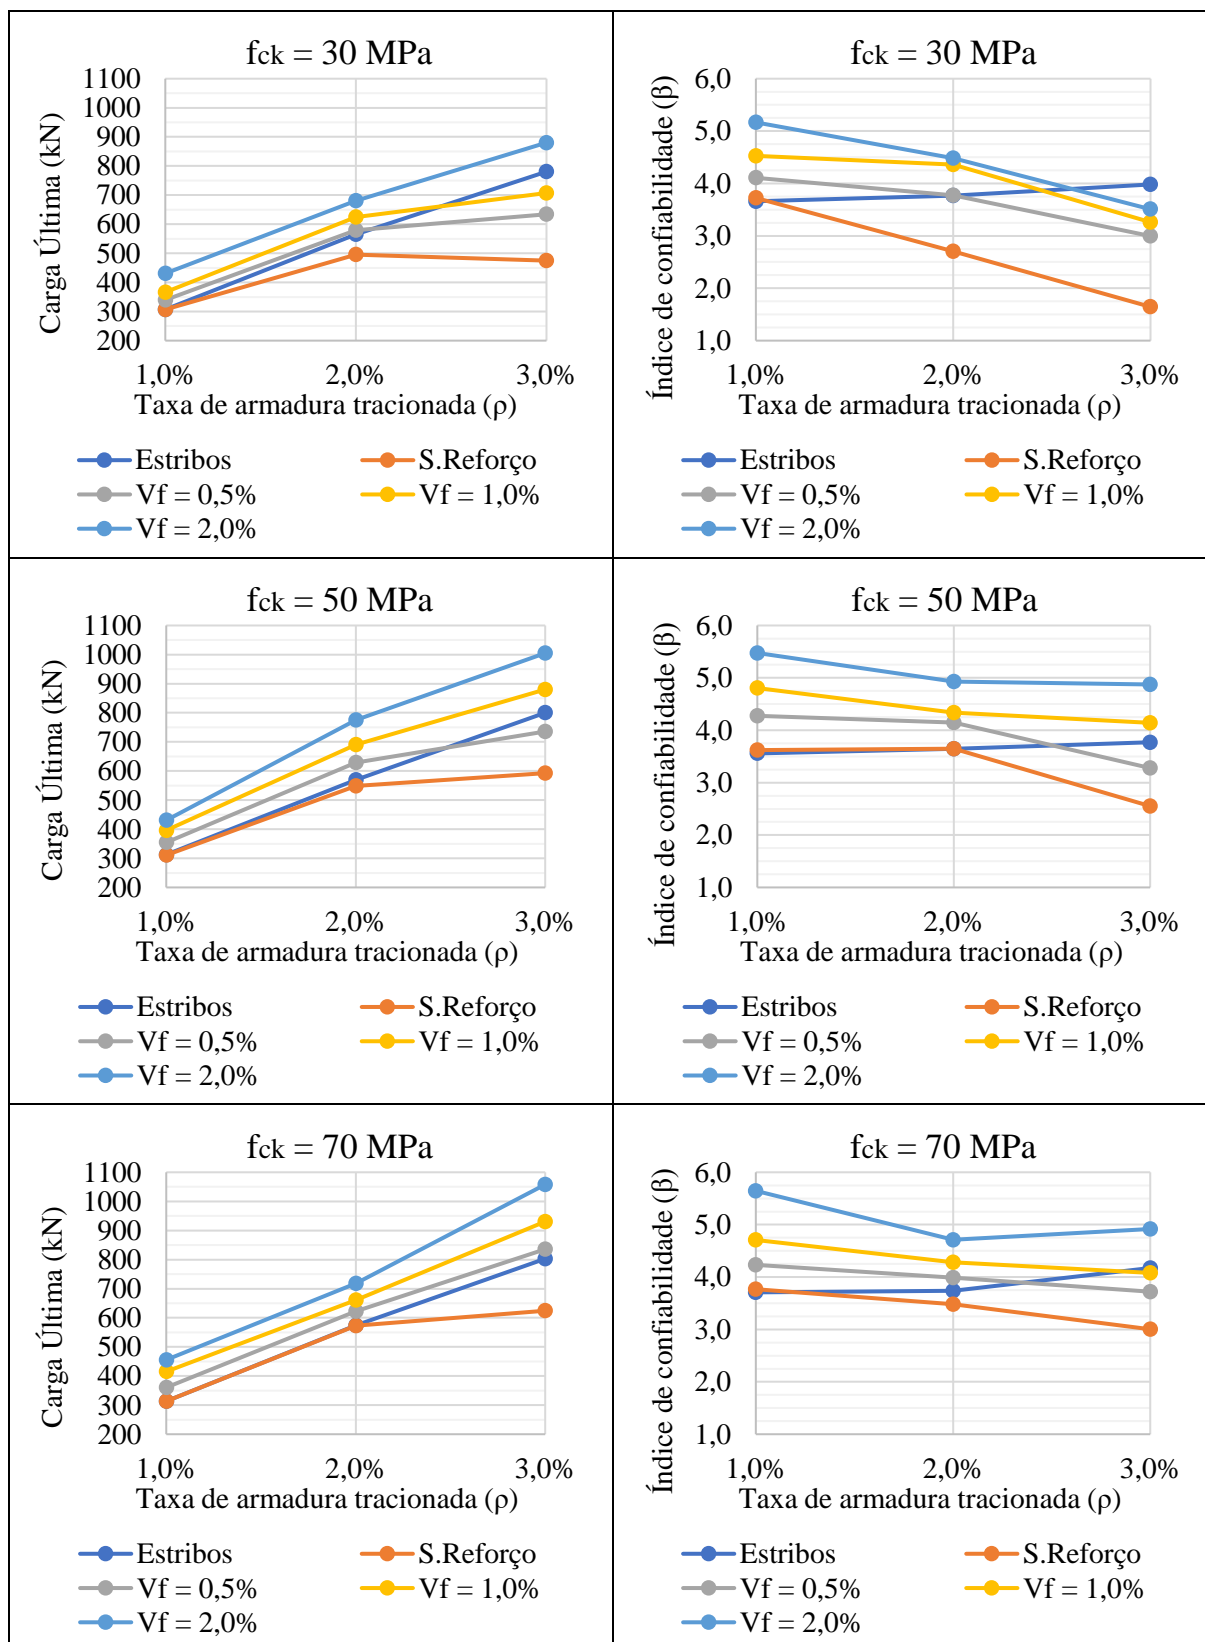 fck = 30 MPa
Carga Última (kN)
1100
1000
900
800
700
600
500
400
300
200
1,0% 2,0% 3,0%
Taxa de armadura tracionada (ρ)
Estribos S.Reforço
Vf = 0,5% Vf = 1,0%
Vf = 2,0%
fck = 30 MPa
Índice de confiabilidade (β)
6,0
5,0
4,0
3,0
2,0
1,0
1,0% 2,0% 3,0%
Taxa de armadura tracionada (ρ)
Estribos S.Reforço
Vf = 0,5% Vf = 1,0%
Vf = 2,0%
fck = 50 MPa
Carga Última (kN)
1100
1000
900
800
700
600
500
400
300
200
1,0% 2,0% 3,0%
Taxa de armadura tracionada (ρ)
Estribos S.Reforço
Vf = 0,5% Vf = 1,0%
Vf = 2,0%
fck = 50 MPa
Índice de confiabilidade (β)
6,0
5,0
4,0
3,0
2,0
1,0
1,0% 2,0% 3,0%
Taxa de armadura tracionada (ρ)
Estribos S.Reforço
Vf = 0,5% Vf = 1,0%
Vf = 2,0%
fck = 70 MPa
Carga Última (kN)
1100
1000
900
800
700
600
500
400
300
200
1,0% 2,0% 3,0%
Taxa de armadura tracionada (ρ)
Estribos S.Reforço
Vf = 0,5% Vf = 1,0%
Vf = 2,0%
fck = 70 MPa
Índice de confiabilidade (β)
6,0
5,0
4,0
3,0
2,0
1,0
1,0% 2,0% 3,0%
Taxa de armadura tracionada (ρ)
Estribos S.Reforço
Vf = 0,5% Vf = 1,0%
Vf = 2,0%